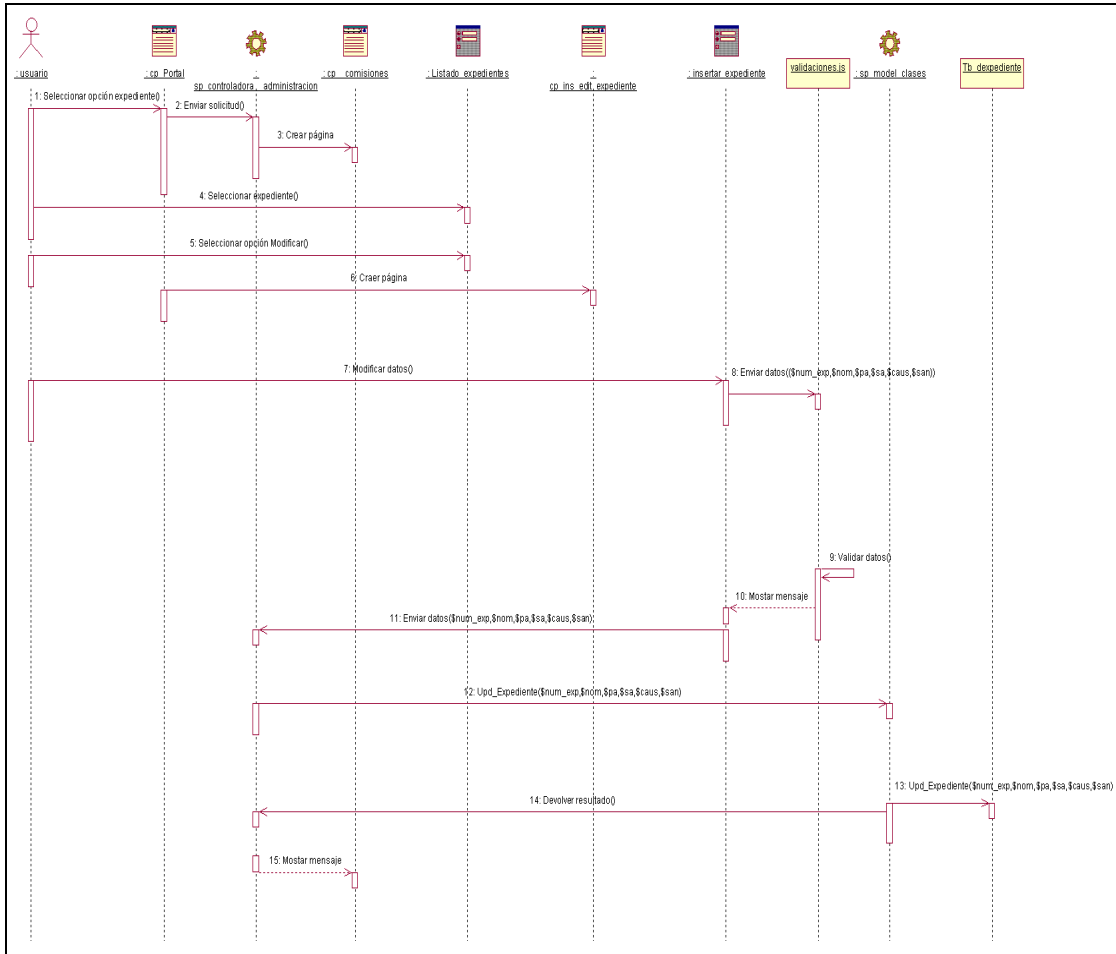 : usuario
: cp_Portal
:
sp_controladora_administracion
: cp_comisiones
: Listado_expedientes
:
cp_ins_edit_expediente
: insertar_expediente
validaciones.js
: sp_model_clases
Tb_dexpediente
1: Seleccionar opción expediente()
2: Enviar solicitud()
3: Crear página
4: Seleccionar expediente()
5: Seleccionar opción Modificar()
6: Craer página
7: Modificar datos()
8: Enviar datos(($num_exp,$nom,$pa,$sa,$caus,$san))
9: Validar datos()
10: Mostar mensaje
11: Enviar datos($num_exp,$nom,$pa,$sa,$caus,$san)
12: Upd_Expediente($num_exp,$nom,$pa,$sa,$caus,$san)
13: Upd_Expediente($num_exp,$nom,$pa,$sa,$caus,$san)
14: Devolver resultado()
15: Mostar mensaje